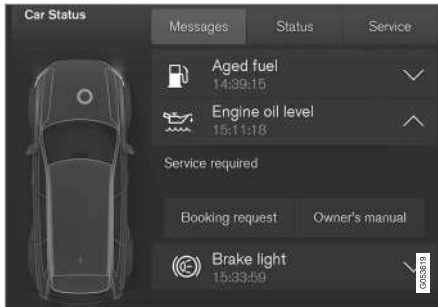 Car Status
Messages
Status
Service
Aged fuel
14:39:15
Engine oil level
15:11:18
Service required
Booking request
Owner's manual
Brake light
15:33:59
G053619